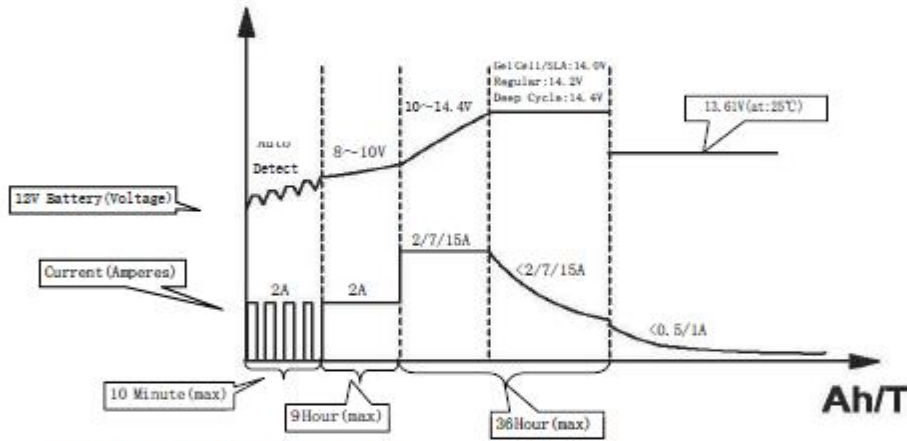 Gel Cell/SLA:14.0V
Regular:14.2V
Deep Cycle:14.4V
10~14.4V
13.61V(at:25℃)
8~10V
Detect
12V Battery(Voltage)
2/7/15A
Current(Amperes)
<2/7/15A
2A
2A
<0.5/1A
10 Minute(max)
9Hour(max)
36Hour(max)
Ah/T